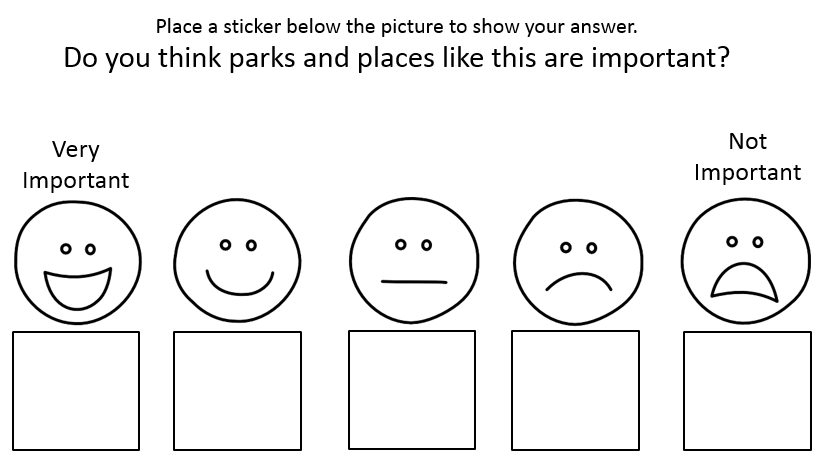 Place a sticker below the picture to show your answer.
Do you think parks and places like this are important?
Very
Important
Not
Important